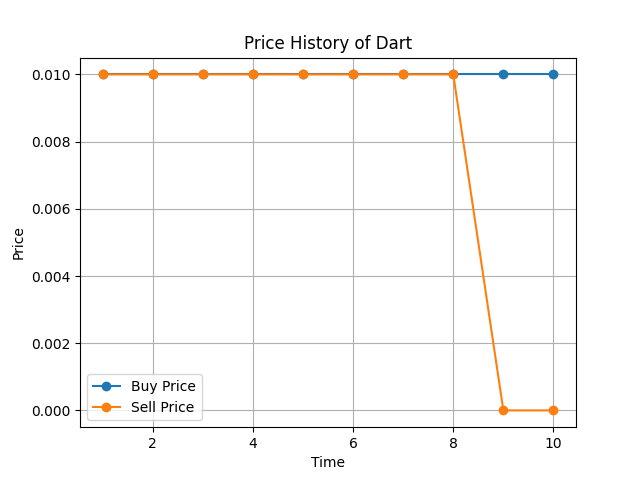 Price History of Dart
0.010
0.008
0.006
0.004
0.002
0.000
Price
Buy Price
Sell Price
2 4 6 8 10
Time